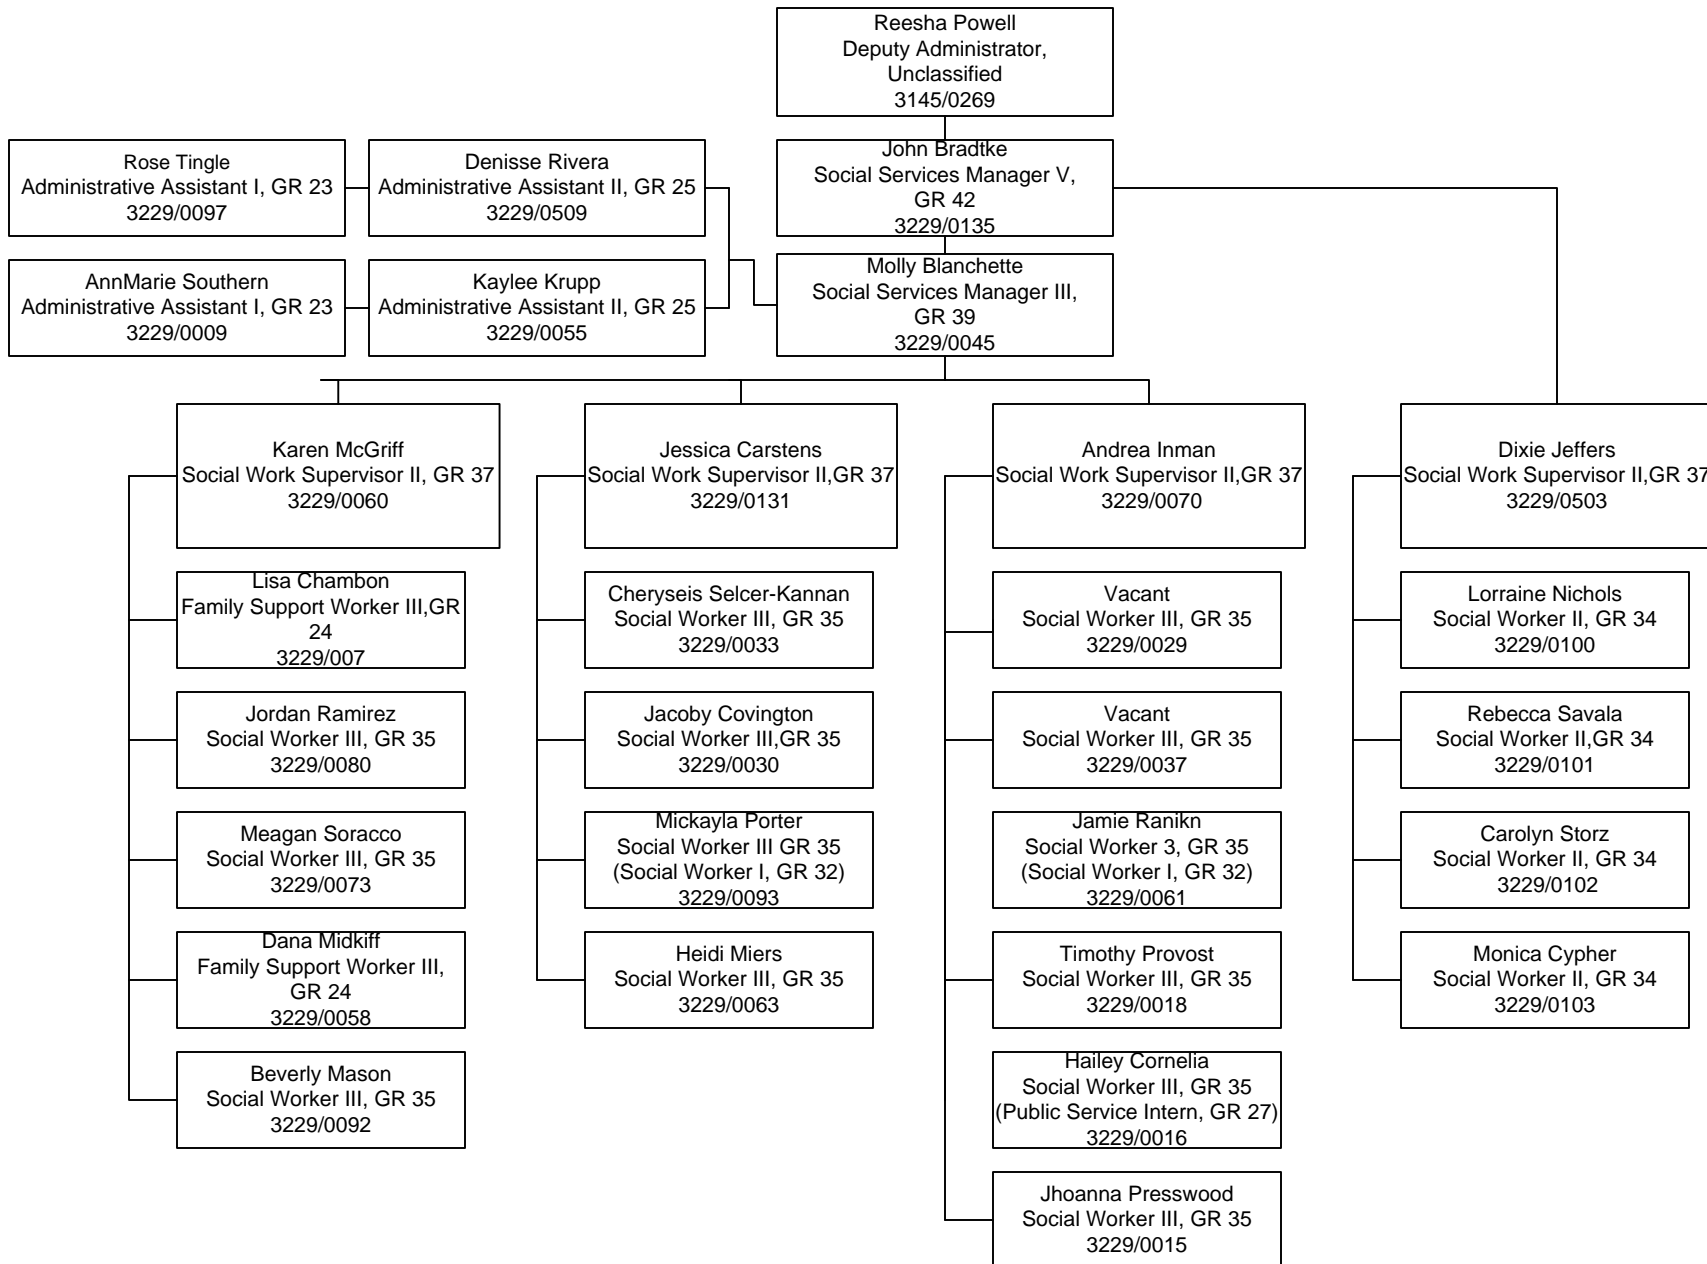 Reesha Powell
Deputy Administrator,
Unclassified
3145/0269
John Bradtke
Social Services Manager V,
GR 42
3229/0135
Rose Tingle
Administrative Assistant I, GR 23
3229/0097
Denisse Rivera
Administrative Assistant II, GR 25
3229/0509
AnnMarie Southern
Administrative Assistant I, GR 23
3229/0009
Kaylee Krupp
Administrative Assistant II, GR 25
3229/0055
Molly Blanchette
Social Services Manager III,
GR 39
3229/0045
Karen McGriff
Social Work Supervisor II, GR 37
3229/0060
Lisa Chambon
Family Support Worker III,GR
24
3229/007
Jordan Ramirez
Social Worker III, GR 35
3229/0080
Meagan Soracco
Social Worker III, GR 35
3229/0073
Dana Midkiff
Family Support Worker III,
GR 24
3229/0058
Beverly Mason
Social Worker III, GR 35
3229/0092
Jessica Carstens
Social Work Supervisor II,GR 37
3229/0131
Cheryseis Selcer-Kannan
Social Worker III, GR 35
3229/0033
Jacoby Covington
Social Worker III,GR 35
3229/0030
Mickayla Porter
Social Worker III GR 35
(Social Worker I, GR 32)
3229/0093
Heidi Miers
Social Worker III, GR 35
3229/0063
Andrea Inman
Social Work Supervisor II,GR 37
3229/0070
Vacant
Social Worker III, GR 35
3229/0029
Vacant
Social Worker III, GR 35
3229/0037
Jamie Ranikn
Social Worker 3, GR 35
(Social Worker I, GR 32)
3229/0061
Timothy Provost
Social Worker III, GR 35
3229/0018
Hailey Cornelia
Social Worker III, GR 35
(Public Service Intern, GR 27)
3229/0016
Jhoanna Presswood
Social Worker III, GR 35
3229/0015
Dixie Jeffers
Social Work Supervisor II,GR 37
3229/0503
Lorraine Nichols
Social Worker II, GR 34
3229/0100
Rebecca Savala
Social Worker II,GR 34
3229/0101
Carolyn Storz
Social Worker II, GR 34
3229/0102
Monica Cypher
Social Worker II, GR 34
3229/0103